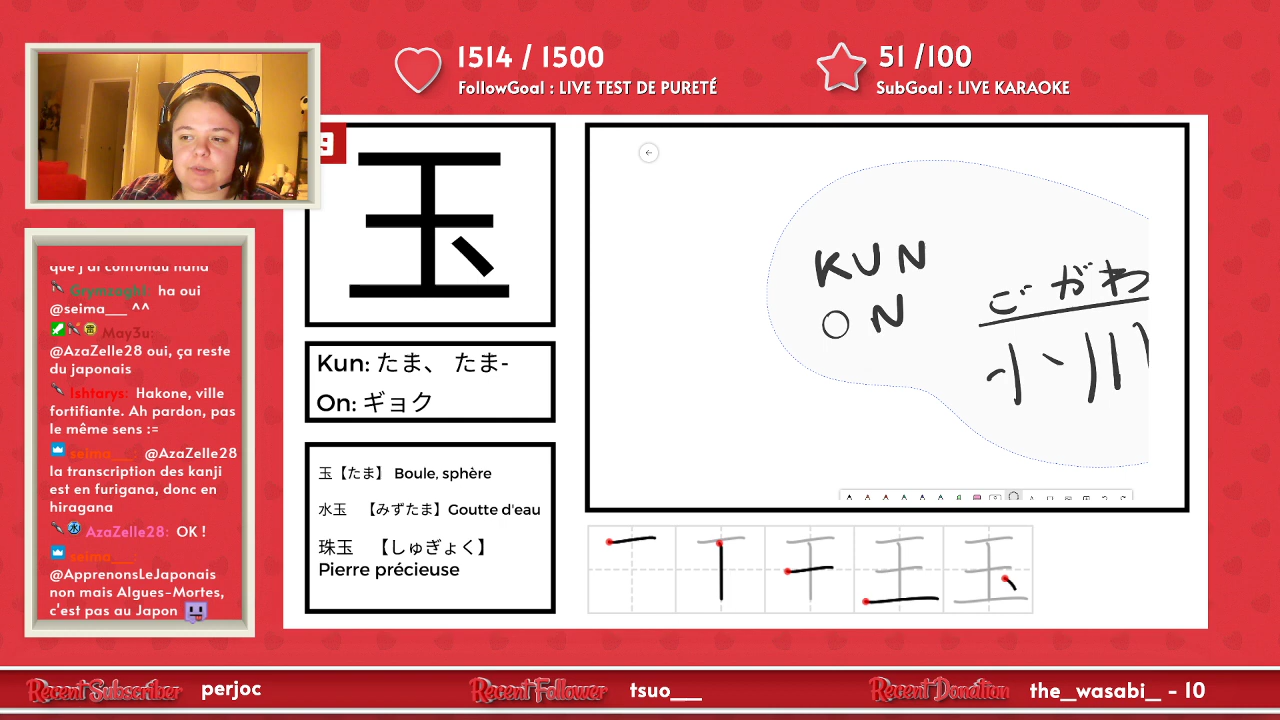 1514 / 1500
FollowGoal : LIVE TEST DE PURETÉ
51 /100
SubGoal : LIVE KARAOKE
9
玉
Kun: たま、 たま-
On: ギョク
玉【たま】 Boule, sphère
水玉 【みずたま】Goutte d'eau
珠玉 【しゅぎょく】
Pierre précieuse
KUN
ON
ごがわ
小川
que j'ai confondu hana
Grymzaghl: ha oui
@seima___ ^^
May3u:
@AzaZelle28 oui, ça reste
du japonais
Ishtarys: Hakone, ville
fortifiante. Ah pardon, pas
le même sens :=
seima___: @AzaZelle28
la transcription des kanji
est en furigana, donc en
hiragana
AzaZelle28: OK !
seima___:
@ApprenonsLeJaponais
non mais Algues-Mortes,
c'est pas au Japon
Recent Subscriber perjoc
Recent Follower tsuo___
Recent Donation the_wasabi_ - 10